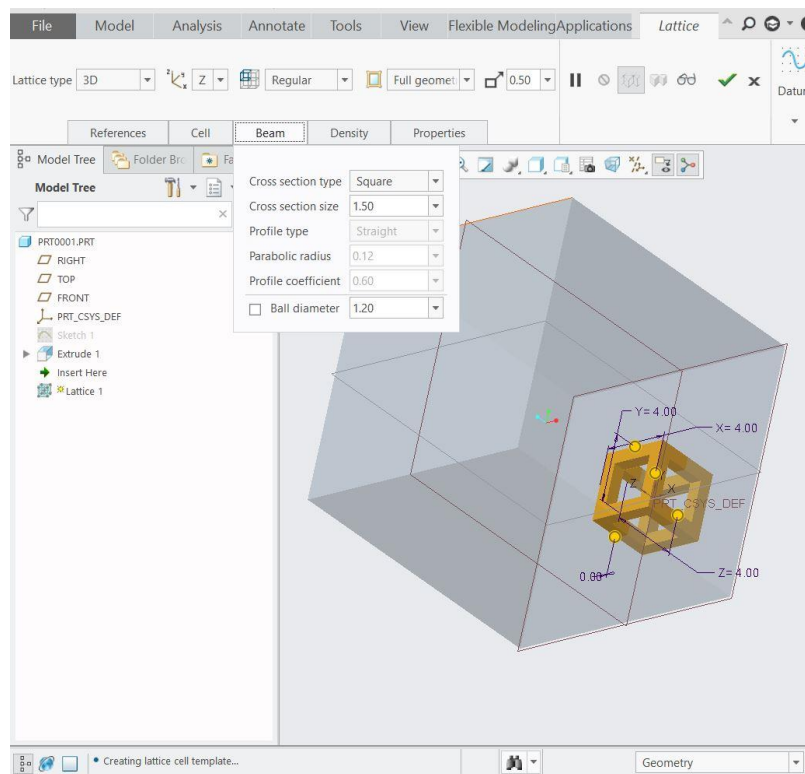 File Model Analysis Annotate Tools View Flexible Modeling Applications Lattice
Lattice type 3D Z Regular Full geomet 0.50
Datur
References Cell Beam Density Properties
Model Tree Folder Bro Fa
Model Tree
Cross section type Square
Cross section size 1.50
Profile type Straight
Parabolic radius 0.12
Profile coefficient 0.60
Ball diameter 1.20
PRT0001.PRT
RIGHT
TOP
FRONT
PRT_CSYS_DEF
Sketch 1
Extrude 1
Insert Here
Lattice 1
Y= 4.00
X= 4.00
Z
X
PRT_CSYS_DEF
0.00
Z= 4.00
Creating lattice cell template...
Geometry